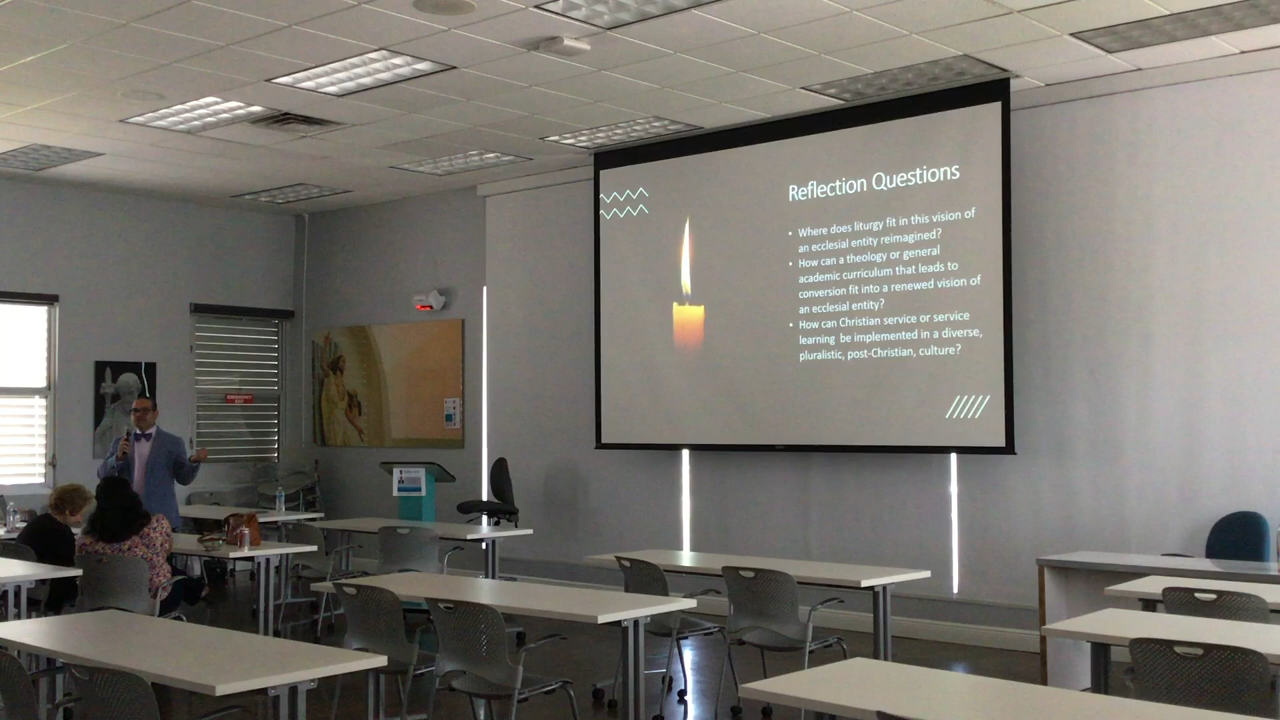 Reflection Questions
• Where does liturgy fit in this vision of
an ecclesial entity reimagined?
• How can a theology or general
academic curriculum that leads to
conversion fit into a renewed vision of
an ecclesial entity?
• How can Christian service or service
learning be implemented in a diverse,
pluralistic, post-Christian, culture?
EMERGENCY
EXIT